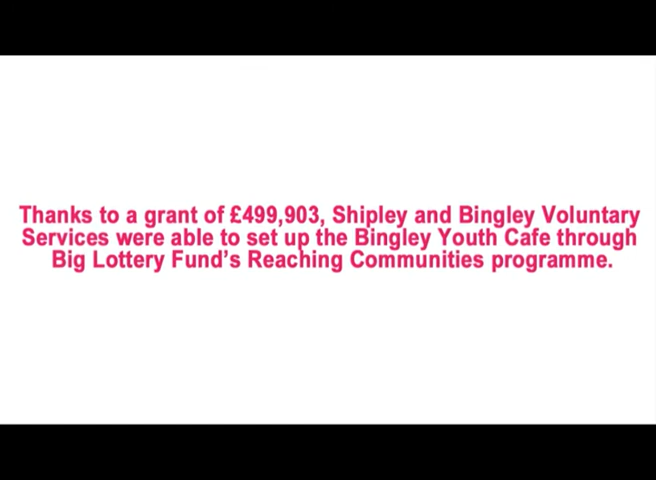 Thanks to a grant of £499,903, Shipley and Bingley Voluntary
Services were able to set up the Bingley Youth Cafe through
Big Lottery Fund's Reaching Communities programme.